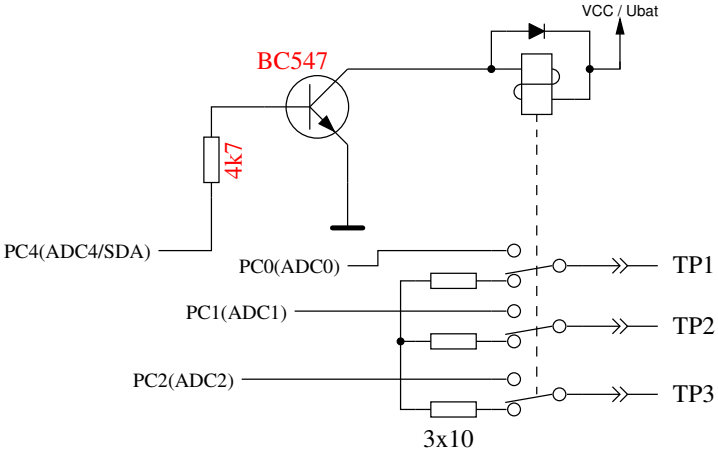 VCC / Ubat
BC547
4k7
PC4(ADC4/SDA)
PC0(ADC0)
TP1
PC1(ADC1)
TP2
PC2(ADC2)
TP3
3x10